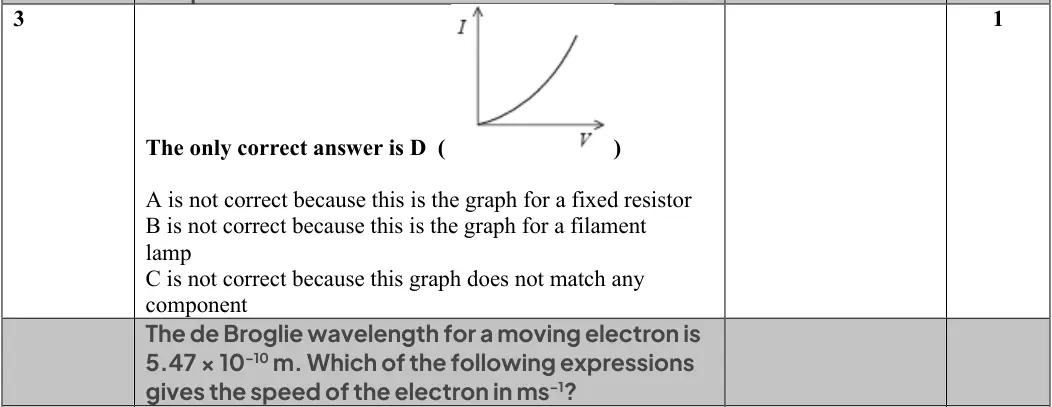 3
1
I
V
The only correct answer is D ( )
A is not correct because this is the graph for a fixed resistor
B is not correct because this is the graph for a filament
lamp
C is not correct because this graph does not match any
component
The de Broglie wavelength for a moving electron is
5.47 × 10⁻¹⁰ m. Which of the following expressions
gives the speed of the electron in ms⁻¹?